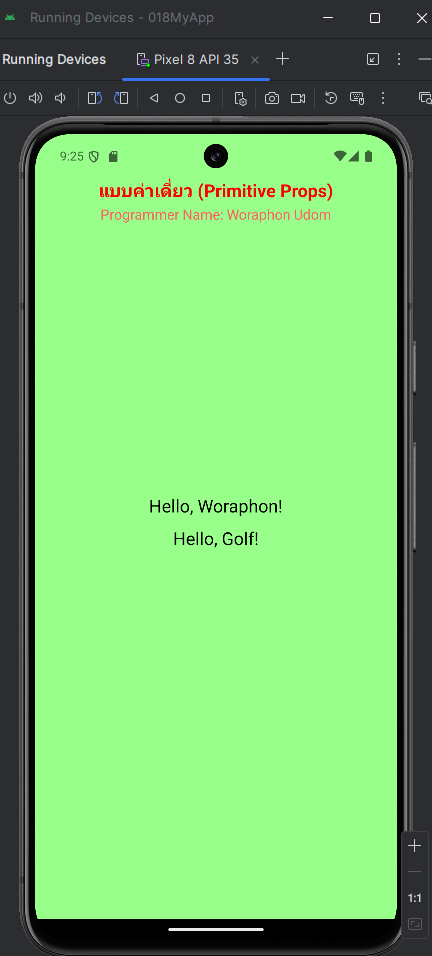 Running Devices - 018MyApp
Running Devices
Pixel 8 API 35
9:25
แบบค่าเดี่ยว (Primitive Props)
Programmer Name: Woraphon Udom
Hello, Woraphon!
Hello, Golf!
1:1